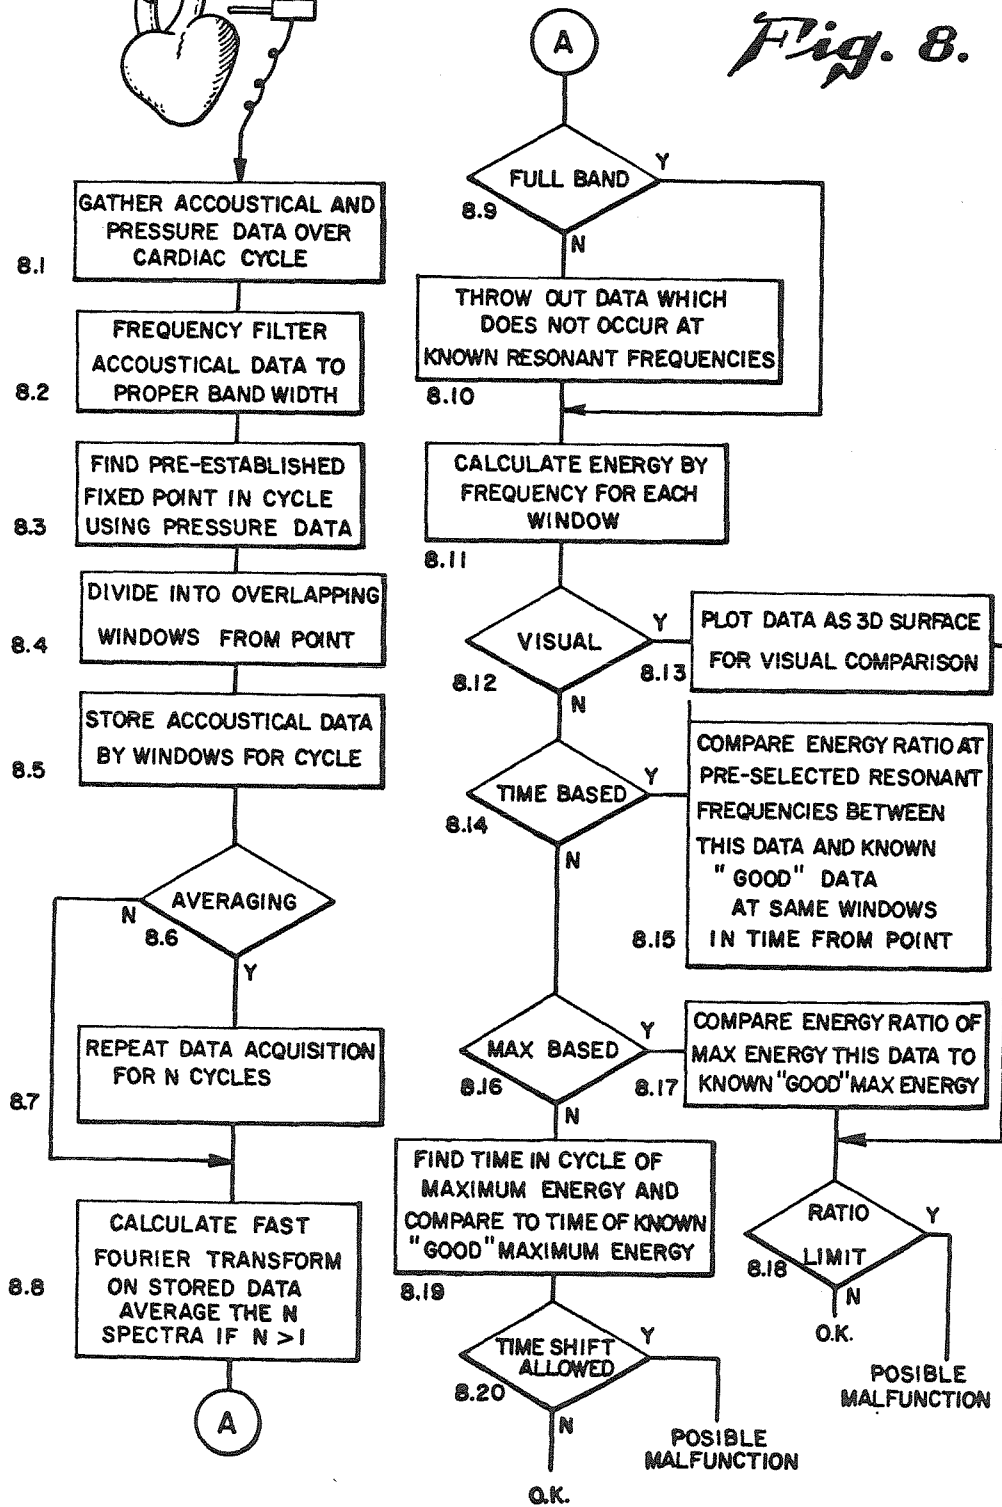 Fig. 8.
GATHER ACCOUSTICAL AND
PRESSURE DATA OVER
CARDIAC CYCLE
8.1
FREQUENCY FILTER
ACCOUSTICAL DATA TO
PROPER BAND WIDTH
8.2
FIND PRE-ESTABLISHED
FIXED POINT IN CYCLE
USING PRESSURE DATA
8.3
DIVIDE INTO OVERLAPPING
WINDOWS FROM POINT
8.4
STORE ACCOUSTICAL DATA
BY WINDOWS FOR CYCLE
8.5
AVERAGING
N
8.6
Y
REPEAT DATA ACQUISITION
FOR N CYCLES
8.7
CALCULATE FAST
FOURIER TRANSFORM
ON STORED DATA
AVERAGE THE N
SPECTRA IF N > 1
8.8
A
A
FULL BAND
Y
8.9
N
THROW OUT DATA WHICH
DOES NOT OCCUR AT
KNOWN RESONANT FREQUENCIES
8.10
CALCULATE ENERGY BY
FREQUENCY FOR EACH
WINDOW
8.11
VISUAL
Y
8.12
N
PLOT DATA AS 3D SURFACE
FOR VISUAL COMPARISON
8.13
TIME BASED
Y
8.14
N
COMPARE ENERGY RATIO AT
PRE-SELECTED RESONANT
FREQUENCIES BETWEEN
THIS DATA AND KNOWN
"GOOD" DATA
AT SAME WINDOWS
IN TIME FROM POINT
8.15
MAX BASED
Y
8.16
N
COMPARE ENERGY RATIO OF
MAX ENERGY THIS DATA TO
KNOWN "GOOD" MAX ENERGY
8.17
RATIO
LIMIT
Y
8.18
N
O.K.
POSIBLE
MALFUNCTION
FIND TIME IN CYCLE OF
MAXIMUM ENERGY AND
COMPARE TO TIME OF KNOWN
"GOOD" MAXIMUM ENERGY
8.19
TIME SHIFT
ALLOWED
Y
8.20
N
POSIBLE
MALFUNCTION
O.K.